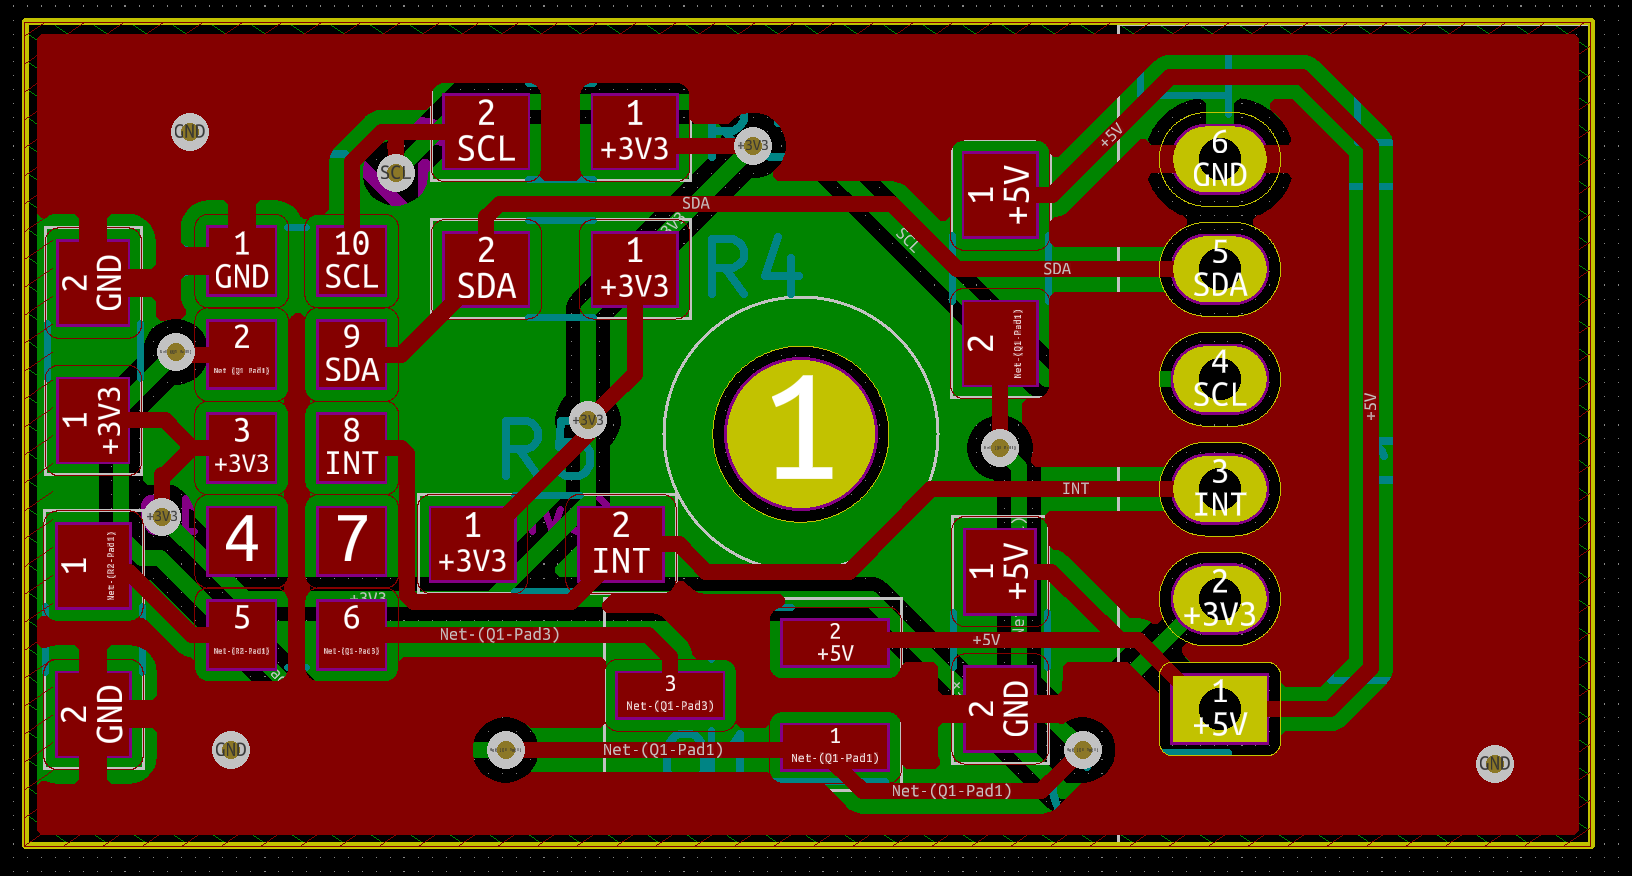 GND
SCL
2
SCL
1
+3V3
+3V3
+5V
6
GND
1
+5V
SDA
3V3
SCL
R4
2
GND
1
GND
10
SCL
2
SDA
1
+3V3
SDA
5
SDA
2
Net-(Q1-Pad1)
9
SDA
2
Net-(Q1-Pad1)
4
SCL
1
+3V3
3
+3V3
8
INT
R5
+3V3
1
+5V
INT
3
INT
+3V3
1
Net-(R2-Pad1)
4
7
1
+3V3
2
INT
1
+5V
2
+3V3
+3V3
5
Net-(R2-Pad1)
6
Net-(Q1-Pad3)
Net-(Q1-Pad3)
2
+5V
+5V
2
GND
3
Net-(Q1-Pad3)
2
GND
1
+5V
GND
Net-(Q1-Pad1)
1
Net-(Q1-Pad1)
Net-(Q1-Pad1)
GND